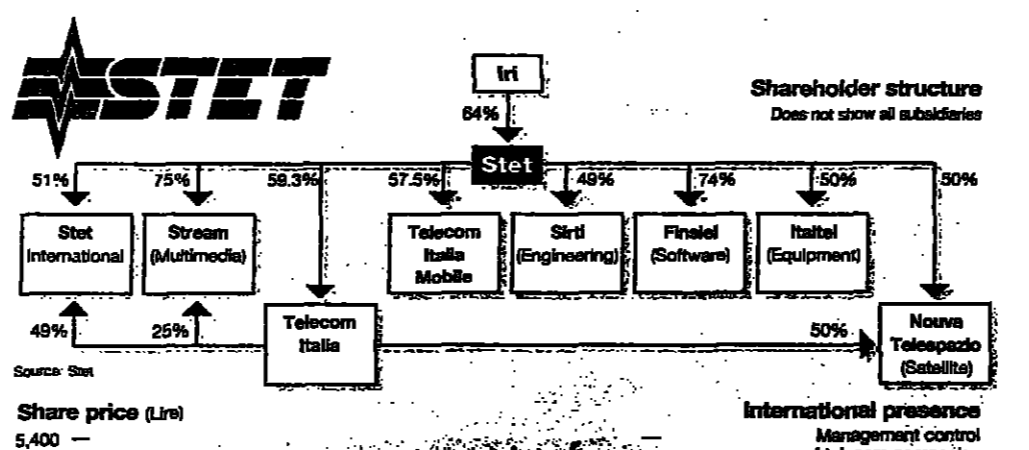 STET
Iri
Shareholder structure
Does not show all subsidiaries
64%
Stet
51%
75%
59.3%
57.5%
49%
74%
50%
50%
Stet
International
Stream
(Multimedia)
Telecom
Italia
Mobile
Sirti
(Engineering)
Finsiel
(Software)
Italtel
(Equipment)
49%
25%
Telecom
Italia
50%
Nouva
Telespazio
(Satellite)
Source: Stet
Share price (Lire)
5,400
International presence
Management control